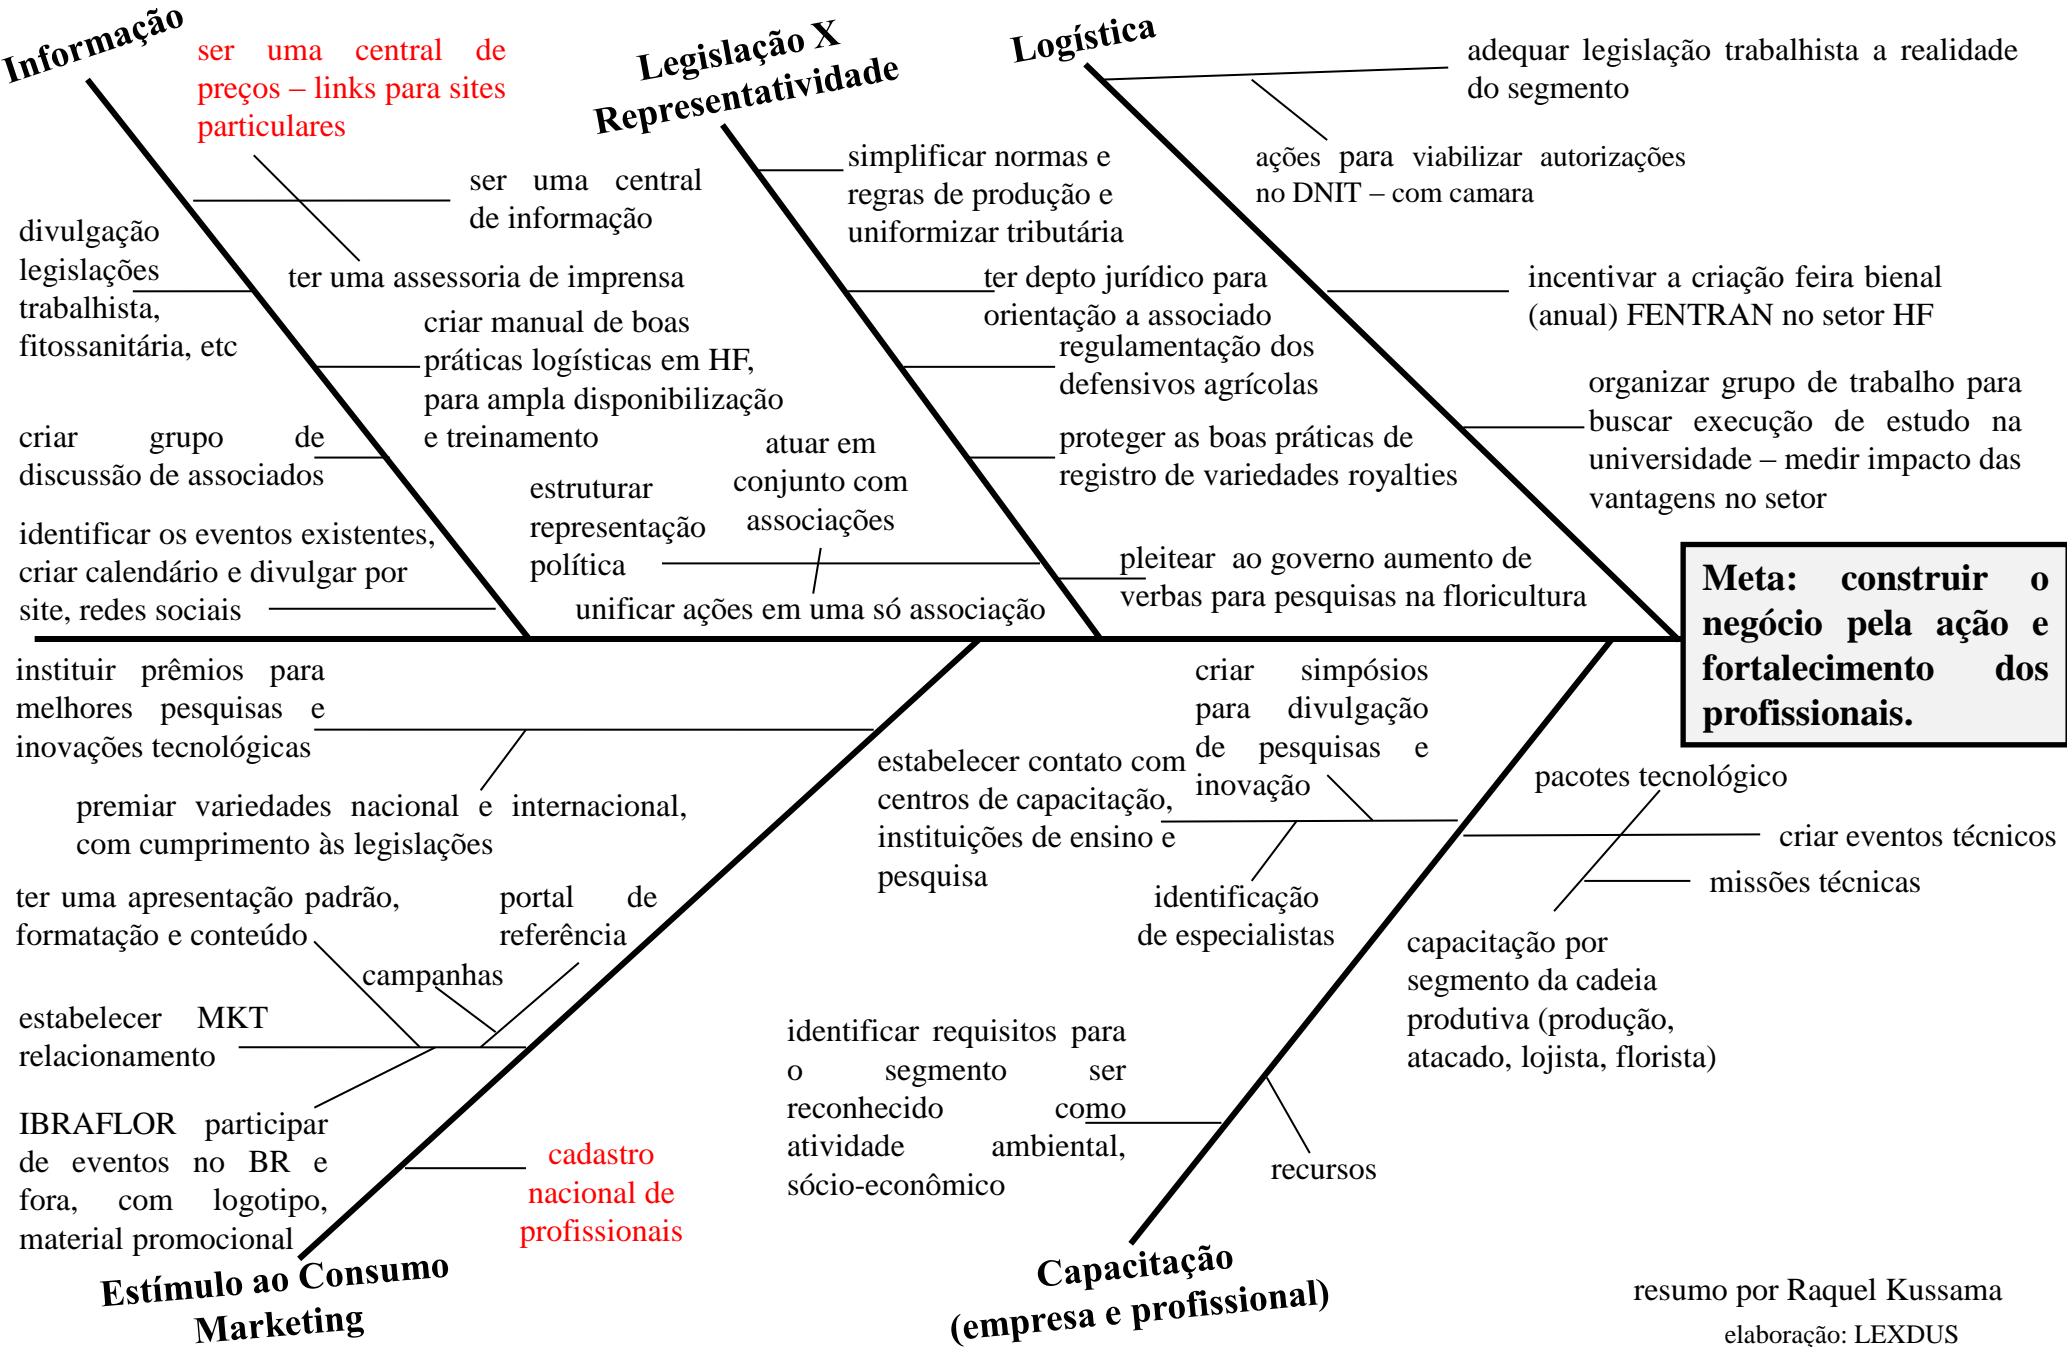 Informação
ser uma central de
preços – links para sites
particulares
ser uma central
de informação
divulgação
legislações
trabalhista,
fitossanitária, etc
ter uma assessoria de imprensa
criar manual de boas
práticas logísticas em HF,
para ampla disponibilização
e treinamento
criar grupo de
discussão de associados
identificar os eventos existentes,
criar calendário e divulgar por
site, redes sociais
Legislação X
Representatividade
simplificar normas e
regras de produção e
uniformizar tributária
ter depto jurídico para
orientação a associado
regulamentação dos
defensivos agrícolas
proteger as boas práticas de
registro de variedades royalties
atuar em
conjunto com
associações
estruturar
representação
política
unificar ações em uma só associação
pleitear ao governo aumento de
verbas para pesquisas na floricultura
Logística
adequar legislação trabalhista a realidade
do segmento
ações para viabilizar autorizações
no DNIT – com camara
incentivar a criação feira bienal
(anual) FENTRAN no setor HF
organizar grupo de trabalho para
buscar execução de estudo na
universidade – medir impacto das
vantagens no setor
Meta: construir o
negócio pela ação e
fortalecimento dos
profissionais.
instituir prêmios para
melhores pesquisas e
inovações tecnológicas
premiar variedades nacional e internacional,
com cumprimento às legislações
ter uma apresentação padrão,
formatação e conteúdo
portal de
referência
campanhas
estabelecer MKT
relacionamento
IBRAFLOR participar
de eventos no BR e
fora, com logotipo,
material promocional
cadastro
nacional de
profissionais
Estímulo ao Consumo
Marketing
criar simpósios
para divulgação
de pesquisas e
inovação
estabelecer contato com
centros de capacitação,
instituições de ensino e
pesquisa
identificação
de especialistas
pacotes tecnológico
criar eventos técnicos
missões técnicas
capacitação por
segmento da cadeia
produtiva (produção,
atacado, lojista, florista)
identificar requisitos para
o segmento ser
reconhecido como
atividade ambiental,
sócio-econômico
recursos
Capacitação
(empresa e profissional)
resumo por Raquel Kussama
elaboração: LEXDUS